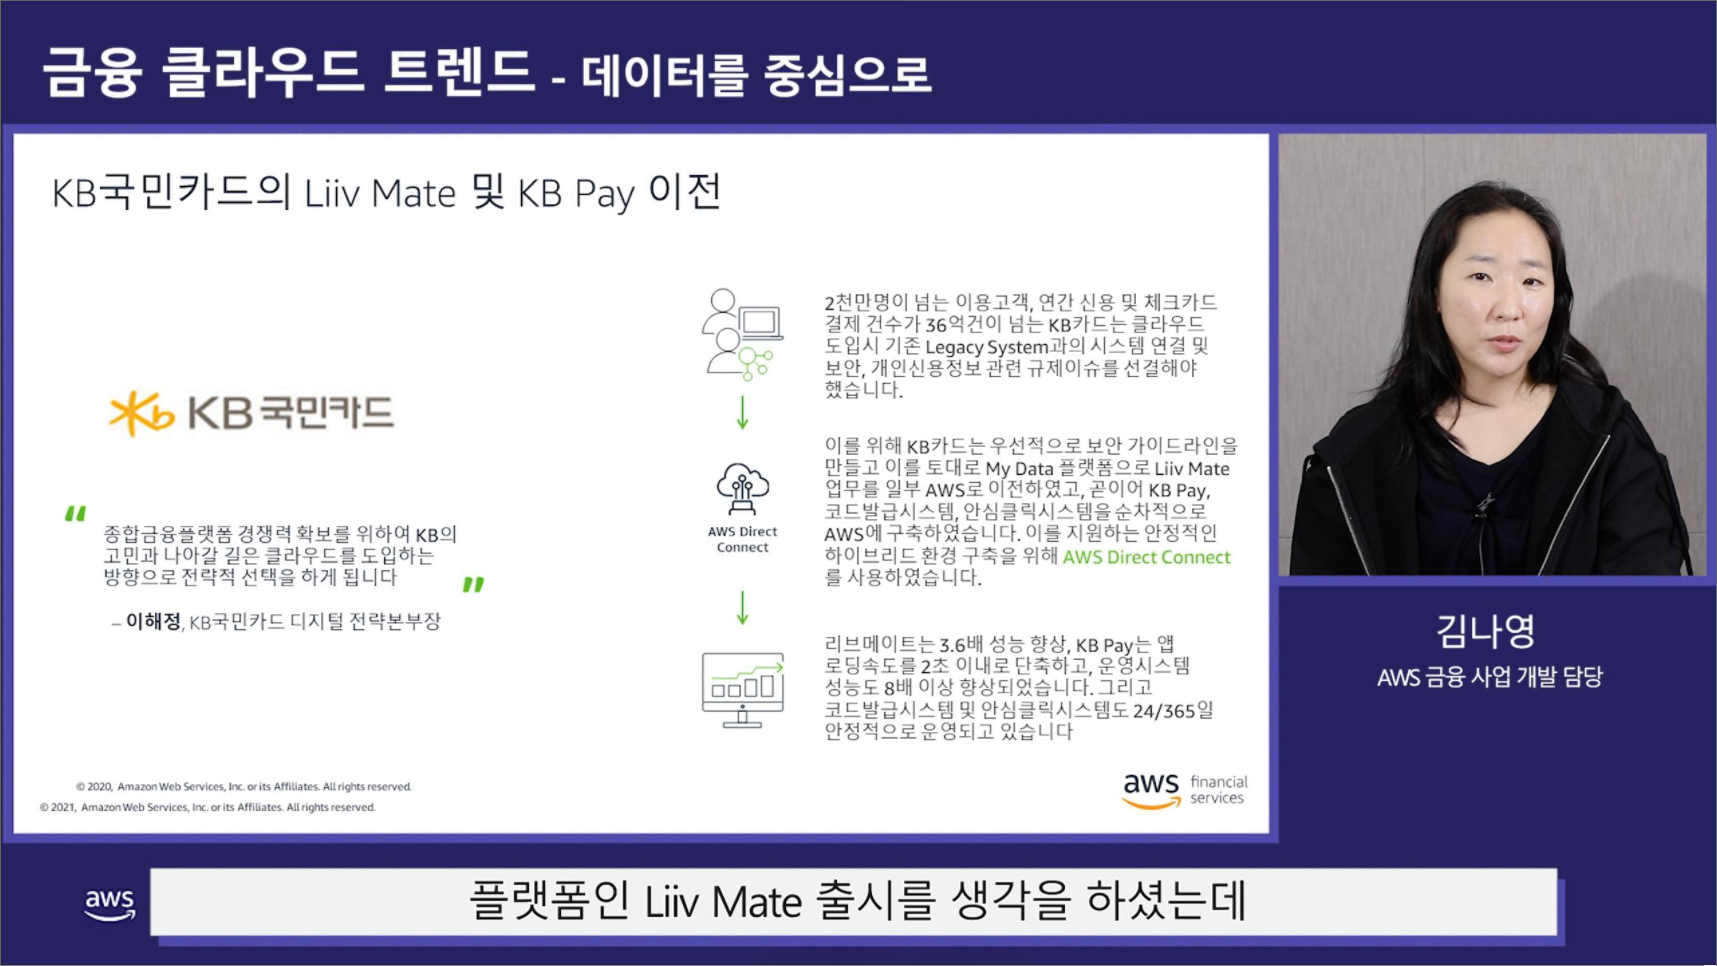 금융 클라우드 트렌드 - 데이터를 중심으로
KB국민카드의 Liiv Mate 및 KB Pay 이전
KB국민카드
“
종합금융플랫폼 경쟁력 확보를 위하여 KB의
고민과 나아갈 길은 클라우드를 도입하는
방향으로 전략적 선택을 하게 됩니다
”
– 이해정, KB국민카드 디지털 전략본부장
2천만명이 넘는 이용고객, 연간 신용 및 체크카드
결제 건수가 36억건이 넘는 KB카드는 클라우드
도입시 기존 Legacy System과의 시스템 연결 및
보안, 개인신용정보 관련 규제이슈를 선결해야
했습니다.
AWS Direct
Connect
이를 위해 KB카드는 우선적으로 보안 가이드라인을
만들고 이를 토대로 My Data 플랫폼으로 Liiv Mate
업무를 일부 AWS로 이전하였고, 곧이어 KB Pay,
코드발급시스템, 안심클릭시스템을 순차적으로
AWS에 구축하였습니다. 이를 지원하는 안정적인
하이브리드 환경 구축을 위해 AWS Direct Connect
를 사용하였습니다.
리브메이트는 3.6배 성능 향상, KB Pay는 앱
로딩속도를 2초 이내로 단축하고, 운영시스템
성능도 8배 이상 향상되었습니다. 그리고
코드발급시스템 및 안심클릭시스템도 24/365일
안정적으로 운영되고 있습니다
© 2020, Amazon Web Services, Inc. or its Affiliates. All rights reserved.
© 2021, Amazon Web Services, Inc. or its Affiliates. All rights reserved.
aws financial
services
김나영
AWS 금융 사업 개발 담당
aws
플랫폼인 Liiv Mate 출시를 생각을 하셨는데